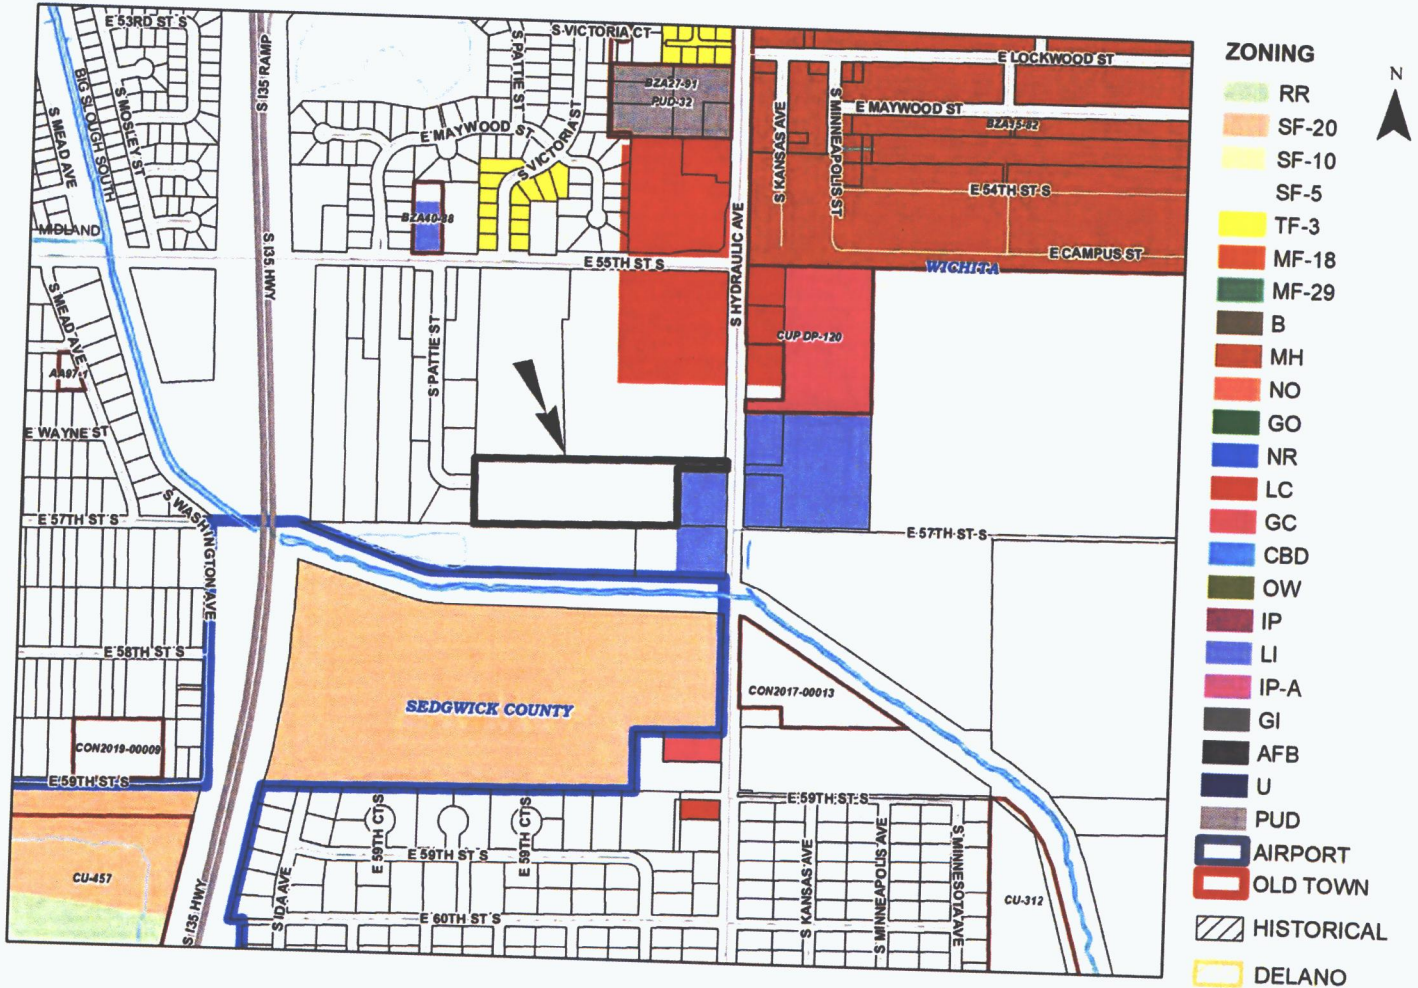 E 53RD ST S
BIG SLOUGH SOUTH
S MEAD AVE
S MOSLEY ST
MIDLAND
S I35 RAMP
S I35 HWY
S PATTIE ST
S VICTORIA CT
S VICTORIA ST
E MAYWOOD ST
BZA40-88
BZA27-91
PUD-32
E LOCKWOOD ST
E MAYWOOD ST
BZA15-82
S KANSAS AVE
S MINNEAPOLIS ST
E 54TH ST S
E CAMPUS ST
WICHITA
E 55TH ST S
S HYDRAULIC AVE
S MEAD AVE
AA97-1
E WAYNE ST
S PATTIE ST
CUP DP-120
E 57TH ST S
S WASHINGTON AVE
E 57TH ST S
E 58TH ST S
SEDGWICK COUNTY
CON2017-00013
CON2019-00009
E 59TH ST S
CU-457
S I35 HWY
S IDA AVE
E 59TH CT S
E 59TH ST S
E 59TH CT S
E 60TH ST S
E 59TH ST S
S KANSAS AVE
S MINNEAPOLIS AVE
S MINNESOTA AVE
CU-312
ZONING
RR
SF-20
SF-10
SF-5
TF-3
MF-18
MF-29
B
MH
NO
GO
NR
LC
GC
CBD
OW
IP
LI
IP-A
GI
AFB
U
PUD
AIRPORT
OLD TOWN
HISTORICAL
DELANO
N